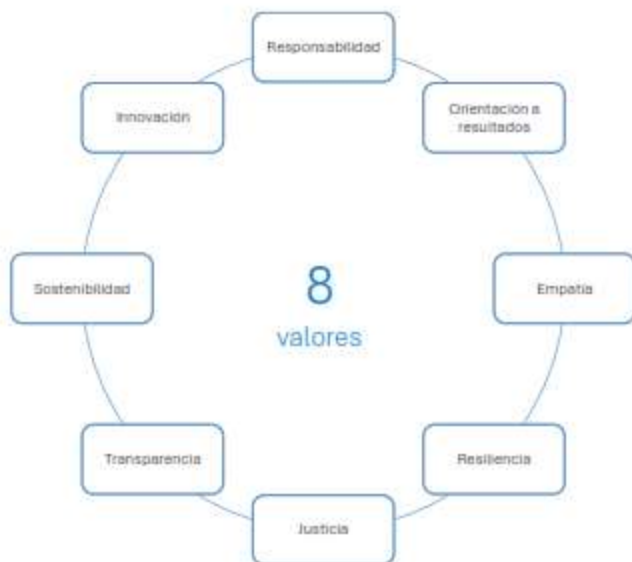 Responsabilidad
Orientación a
resultados
Empatía
Resiliencia
Justicia
Transparencia
Sostenibilidad
Innovación
8
valores